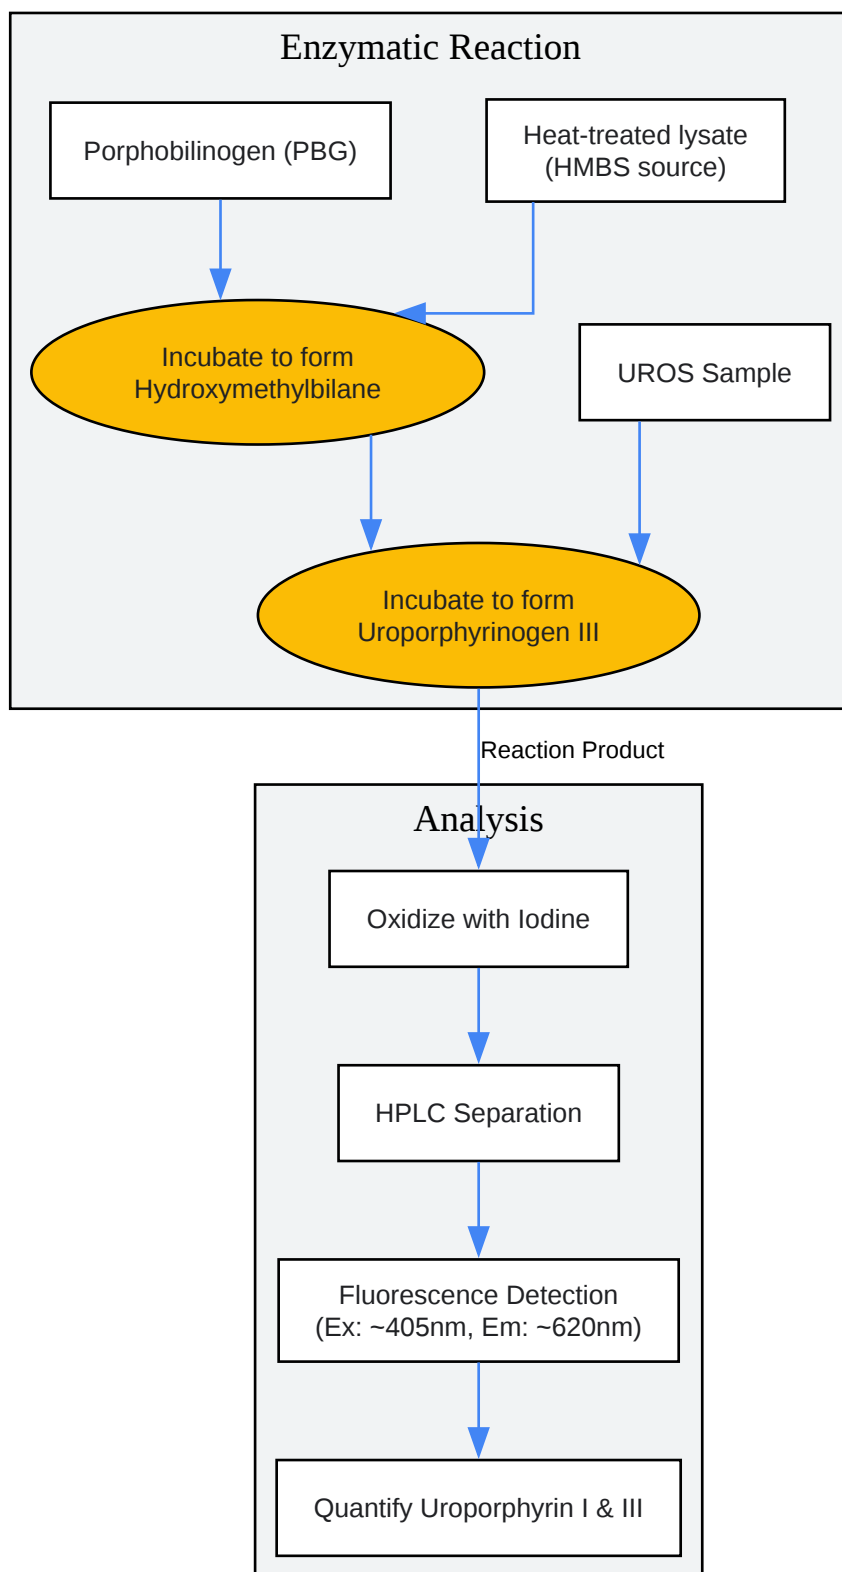 Enzymatic Reaction
Porphobilinogen (PBG)
Heat-treated lysate
(HMBS source)
Incubate to form
Hydroxymethylbilane
UROS Sample
Incubate to form
Uroporphyrinogen III
Reaction Product
Analysis
Oxidize with Iodine
HPLC Separation
Fluorescence Detection
(Ex: ~405nm, Em: ~620nm)
Quantify Uroporphyrin I & III